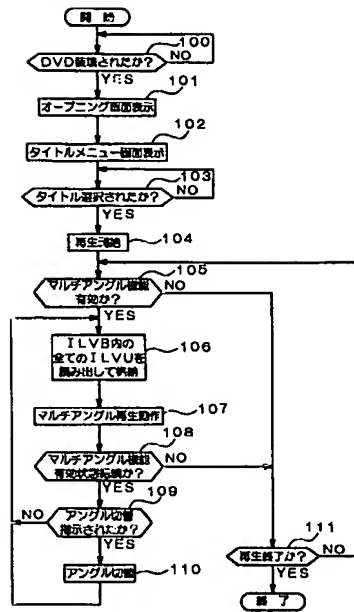 開 始
100
DVD装填されたか?
NO
YES
101
オープニング画面表示
102
タイトルメニュー画面表示
103
タイトル選択されたか?
NO
YES
再生開始
104
105
マルチアングル機能
有効か?
NO
YES
ILVB内の
全てのILVUを
読み出して格納
106
107
マルチアングル再生動作
108
マルチアングル機能
有効状態継続か?
NO
YES
109
アングル切替
指示されたか?
NO
YES
アングル切替
110
111
再生終了か?
NO
YES
終 了